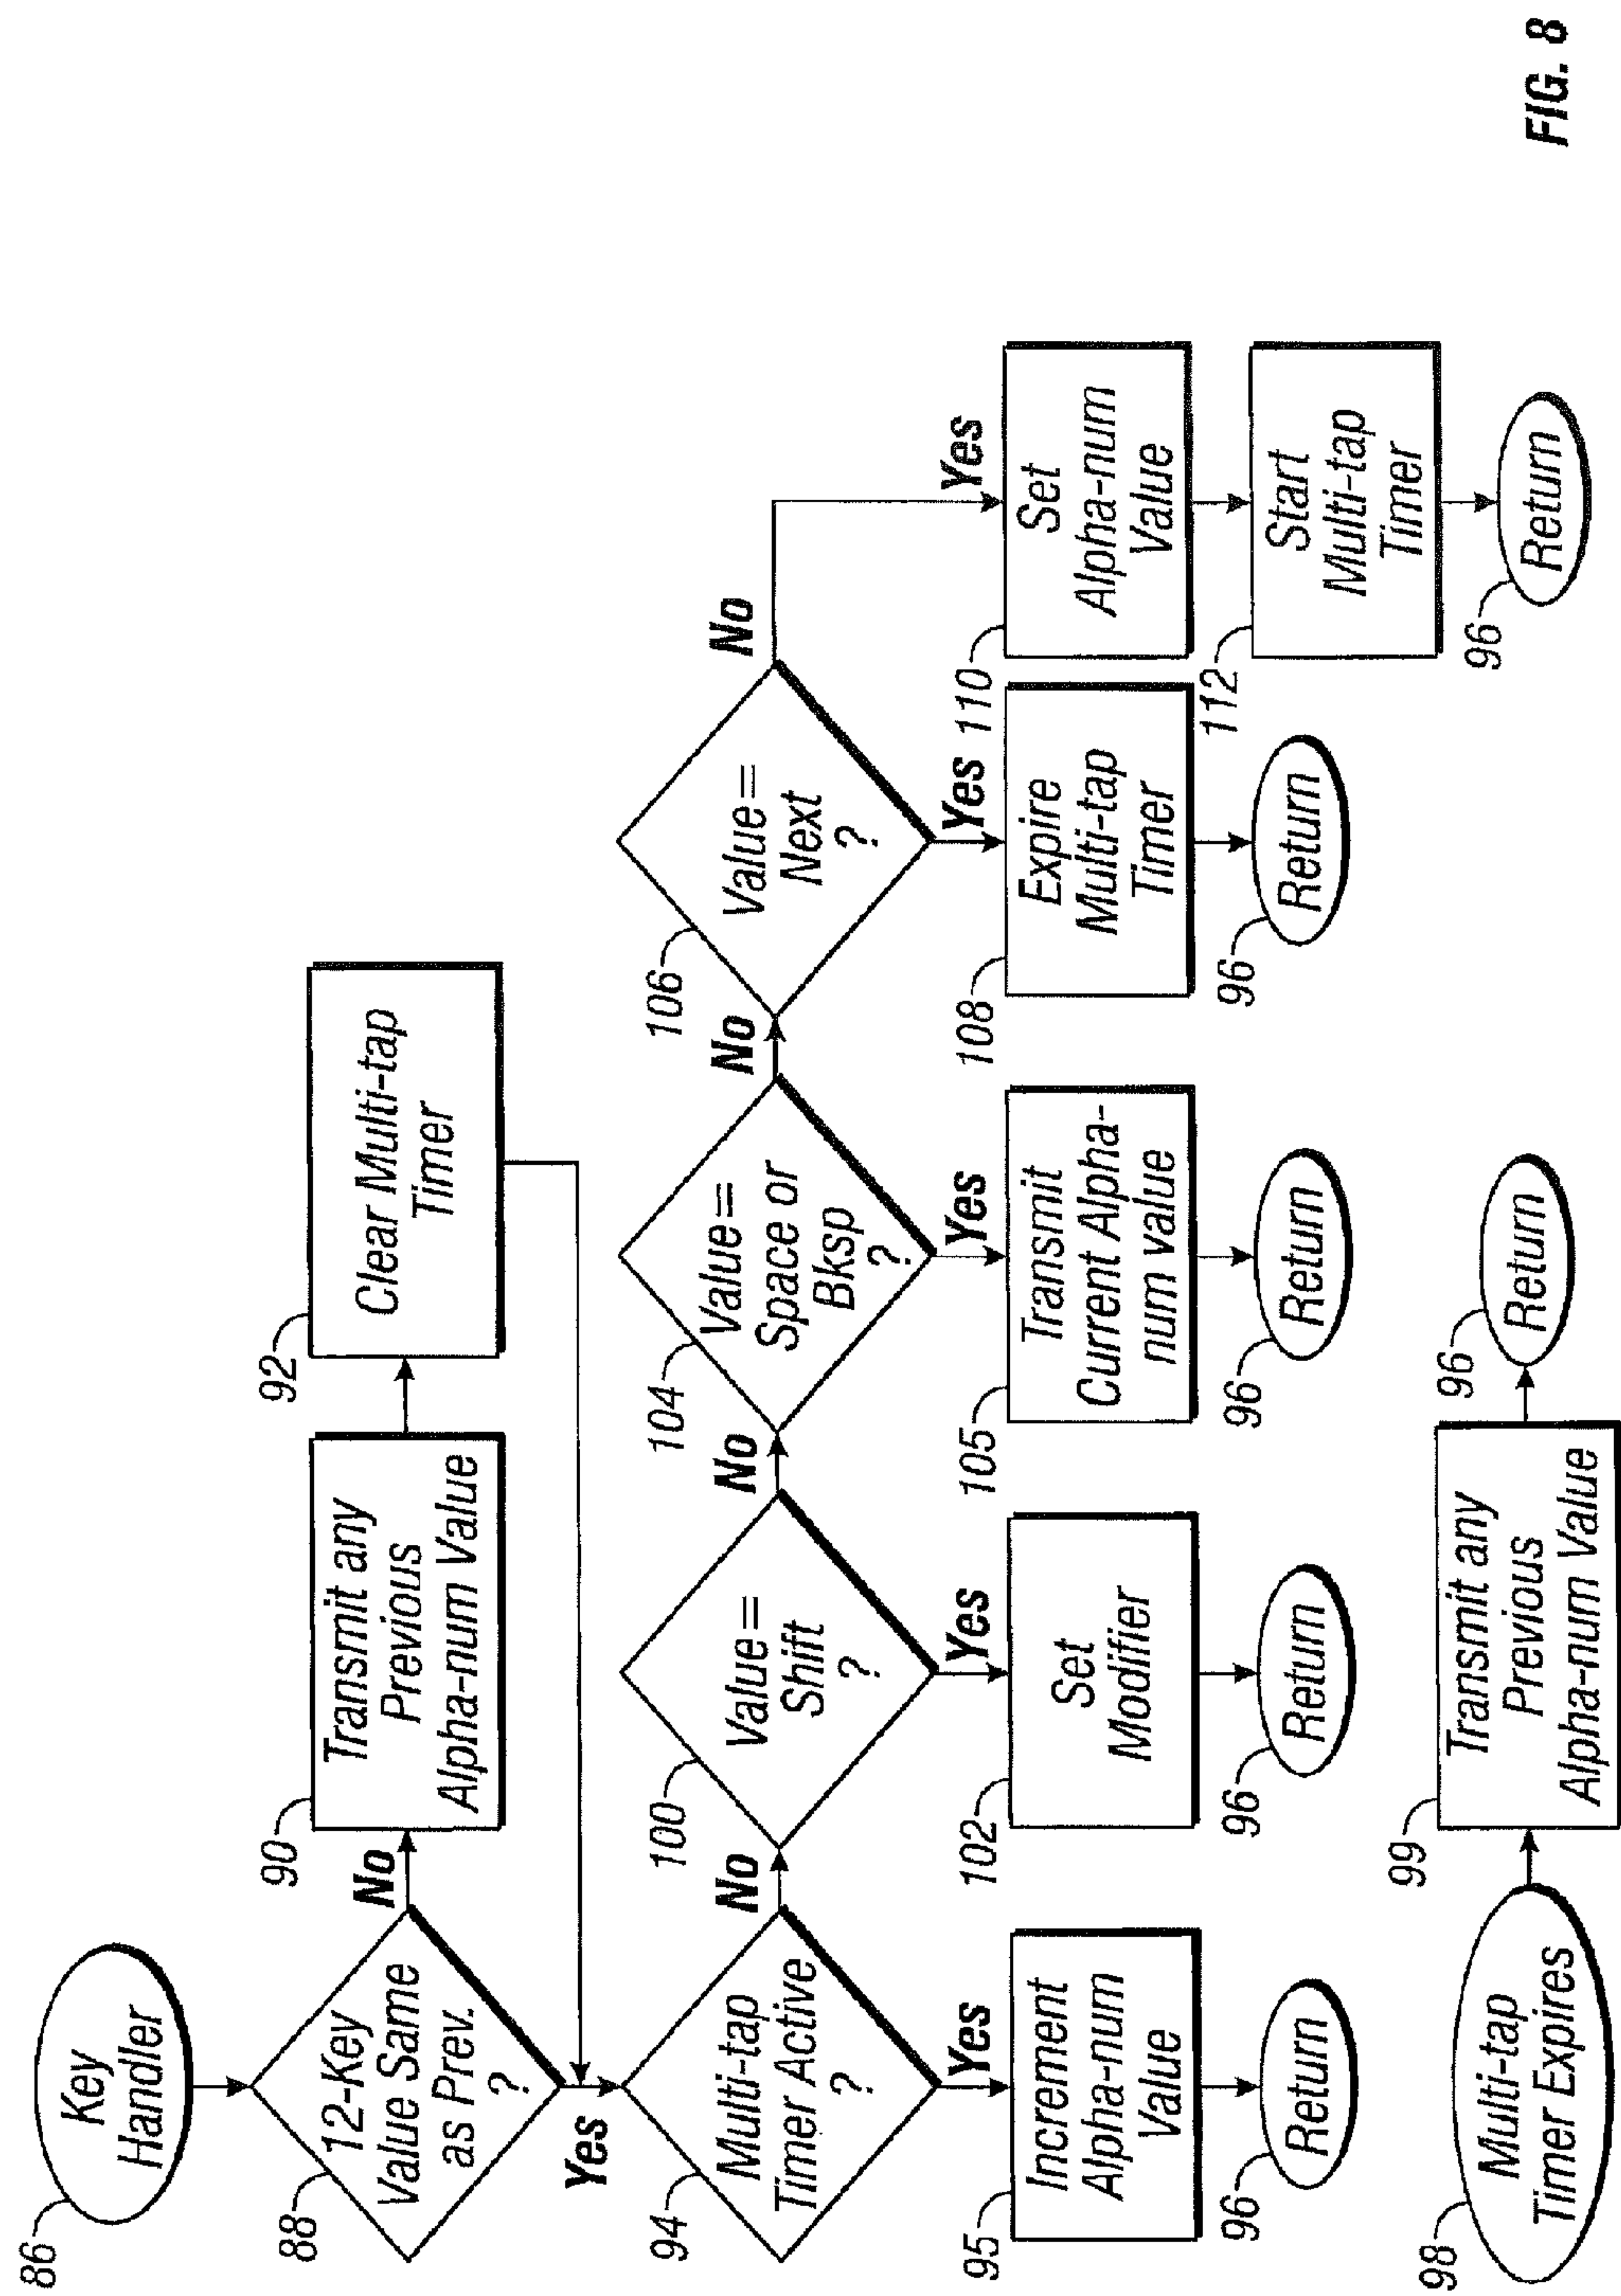 86
Key
Handler
88
12-Key
Value Same
as Prev.
?
No
Yes
90
Transmit any
Previous
Alpha-num Value
92
Clear Multi-tap
Timer
94
Multi-tap
Timer Active
?
No
Yes
95
Increment
Alpha-num
Value
96
Return
100
Value=
Shift
?
No
Yes
102
Set
Modifier
96
Return
104
Value=
Space or
Bksp
?
No
Yes
105
Transmit
Current Alpha-
num value
96
Return
106
Value=
Next
?
No
Yes
108
Expire
Multi-tap
Timer
96
Return
Yes
110
Set
Alpha-num
Value
112
Start
Multi-tap
Timer
96
Return
98
Multi-tap
Timer Expires
99
Transmit any
Previous
Alpha-num Value
96
Return
FIG. 8